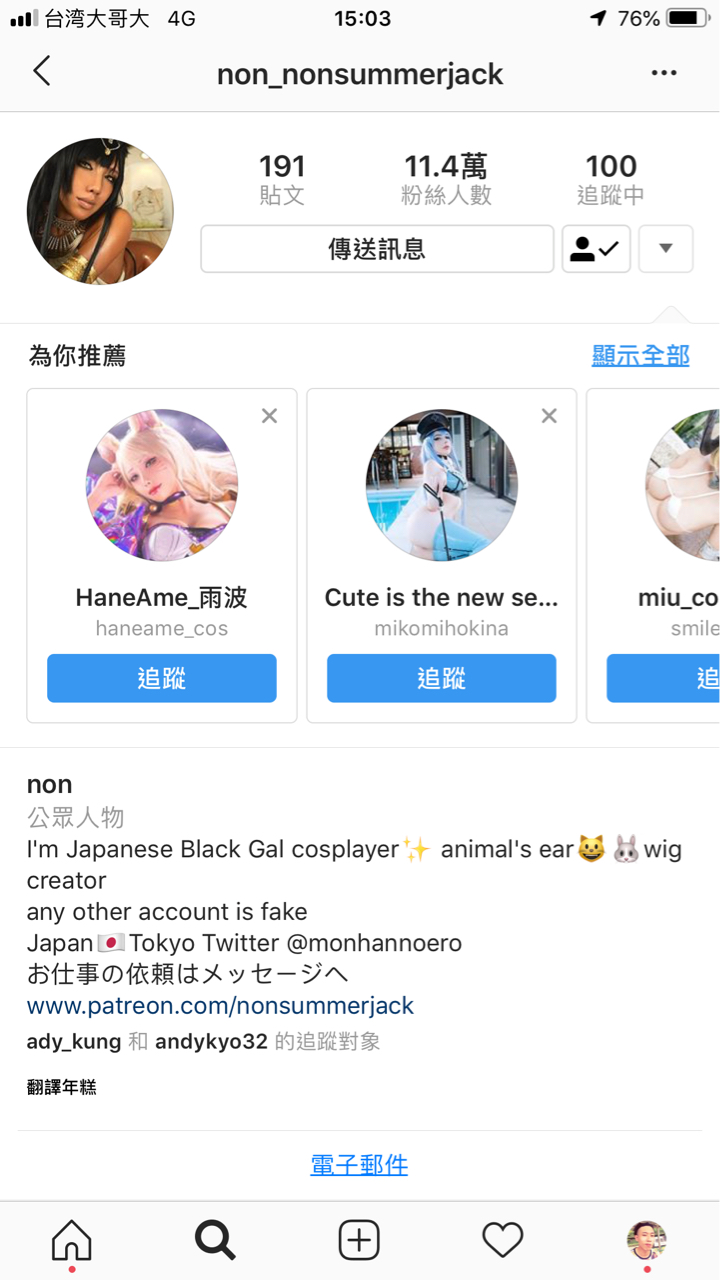 台湾大哥大 4G 15:03 76%
non_nonsummerjack
191 11.4萬 100
貼文 粉絲人數 追蹤中
傳送訊息
為你推薦 顯示全部
HaneAme_雨波
haneame_cos
追蹤
Cute is the new se...
mikomihokina
追蹤
miu_co
smile
追
non
公眾人物
I'm Japanese Black Gal cosplayer✨ animal's ear😺🐰wig
creator
any other account is fake
Japan🇯🇵Tokyo Twitter @monhannoero
お仕事の依頼はメッセージへ
www.patreon.com/nonsummerjack
ady_kung 和 andykyo32 的追蹤對象
翻譯年糕
電子郵件